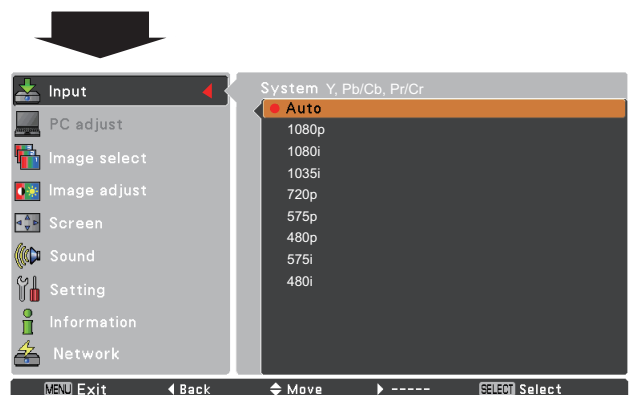 Input
PC adjust
Image select
Image adjust
Screen
Sound
Setting
Information
Network
System Y, Pb/Cb, Pr/Cr
Auto
1080p
1080i
1035i
720p
575p
480p
575i
480i
MENU Exit Back Move ----- SELECT Select